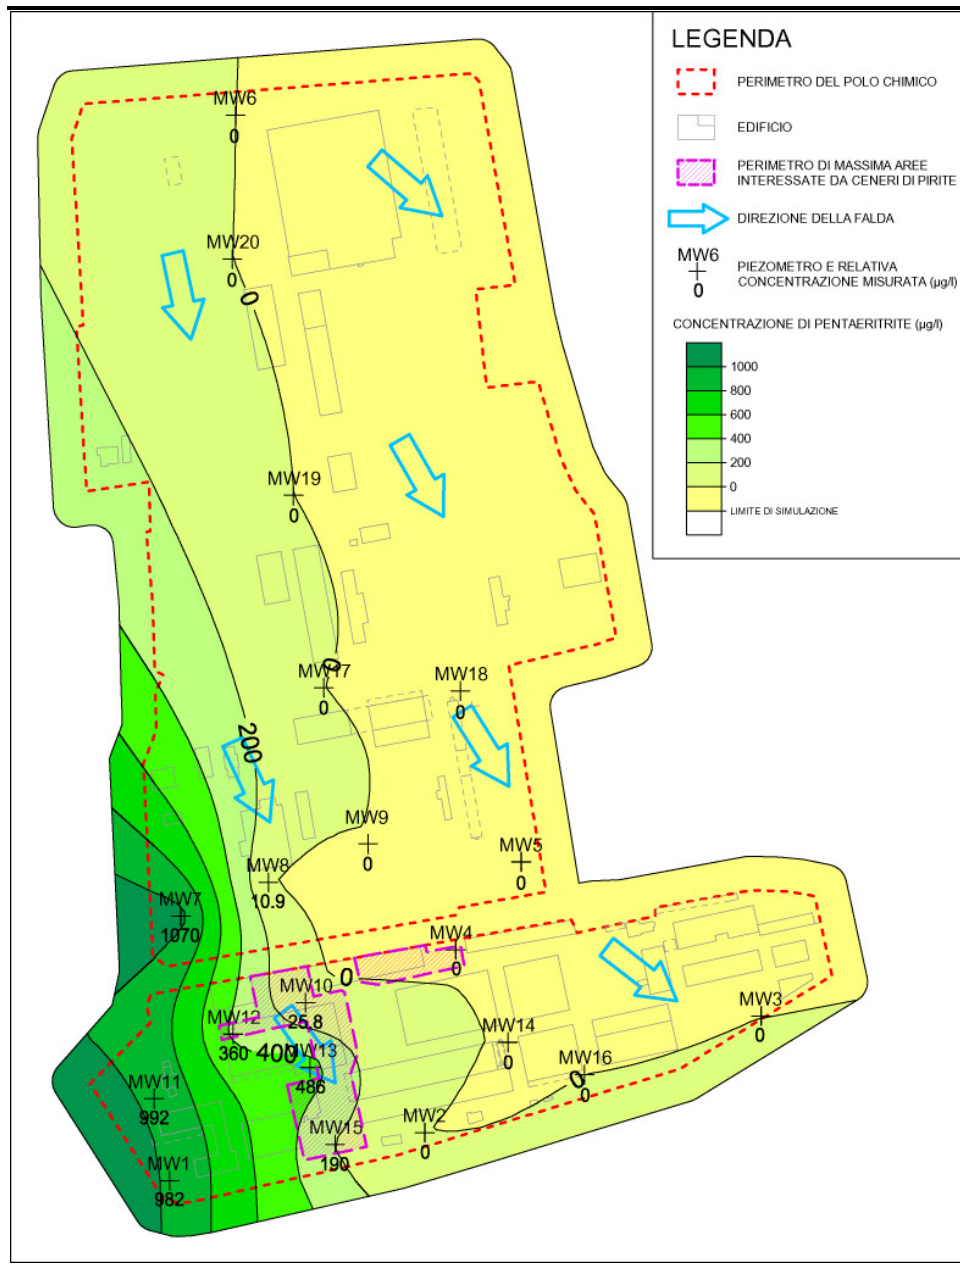 LEGENDA
PERIMETRO DEL POLO CHIMICO
EDIFICIO
PERIMETRO DI MASSIMA AREE
INTERESSATE DA CENERI DI PIRITE
DIREZIONE DELLA FALDA
MW6
0
PIEZOMETRO E RELATIVA
CONCENTRAZIONE MISURATA (µg/l)
CONCENTRAZIONE DI PENTAERITRITE (µg/l)
1000
800
600
400
200
0
LIMITE DI SIMULAZIONE
MW6
0
MW20
0
0
MW19
0
0
MW17
0
MW18
0
200
MW9
0
MW5
0
MW8
10.9
MW7
1070
MW4
0
0
MW10
25.8
MW12
360
400
MW13
486
MW14
0
MW3
0
MW16
0
0
MW11
992
MW2
0
MW15
190
MW1
982